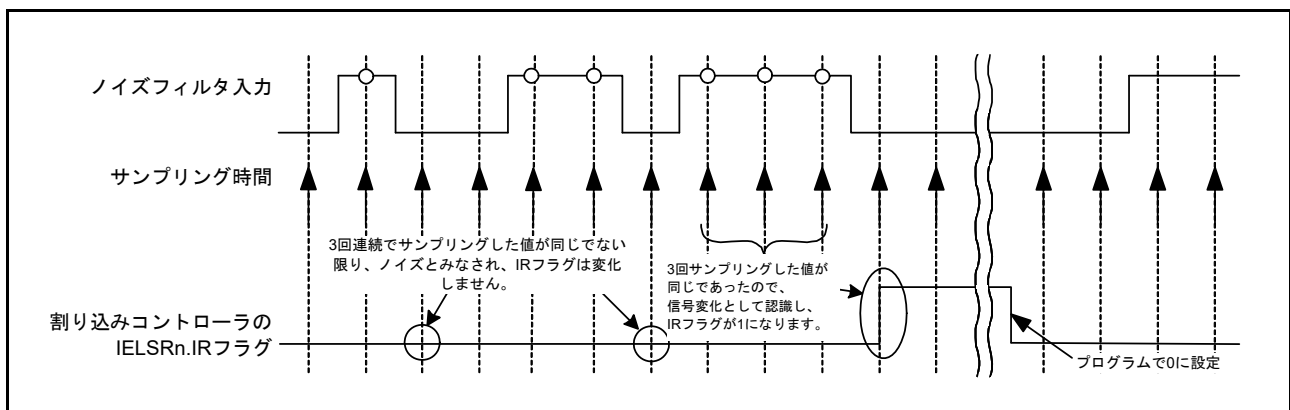 ノイズフィルタ入力
サンプリング時間
3回連続でサンプリングした値が同じでない
限り、ノイズとみなされ、IRフラグは変化
しません。
3回サンプリングした値が
同じであったので、
信号変化として認識し、
IRフラグが1になります。
割り込みコントローラの
IELSRn.IRフラグ
プログラムで0に設定